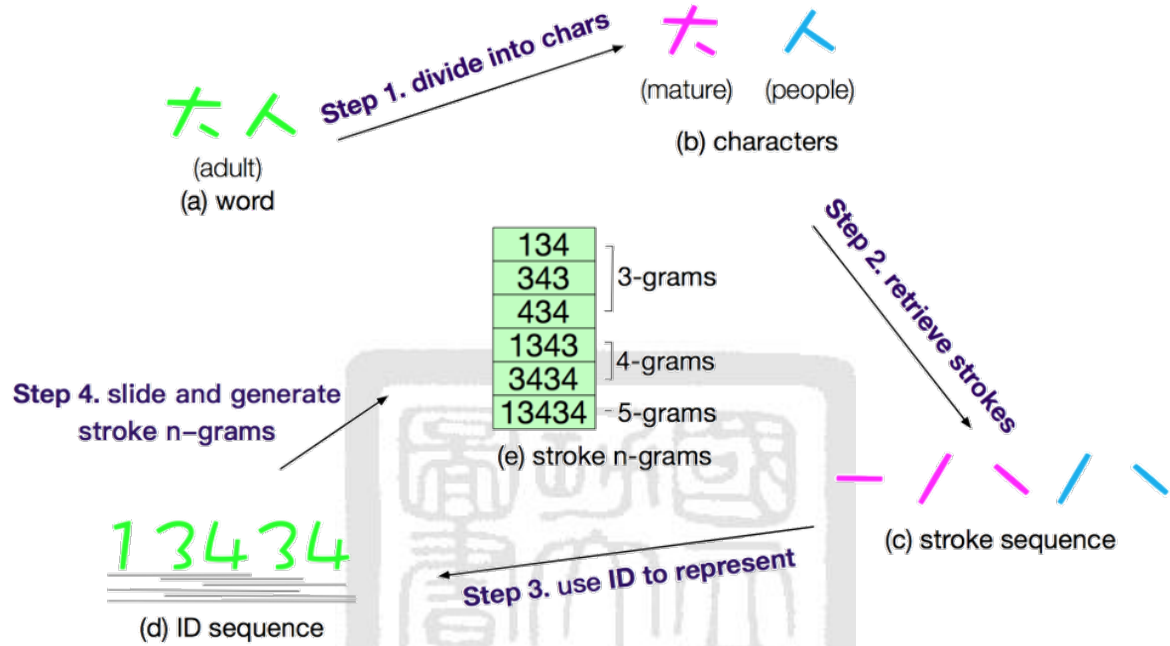 大人
(adult)
(a) word
Step 1. divide into chars
大 人
(mature) (people)
(b) characters
Step 2. retrieve strokes
(c) stroke sequence
Step 3. use ID to represent
13434
(d) ID sequence
Step 4. slide and generate
stroke n-grams
134
343
434
3-grams
1343
3434
4-grams
13434
5-grams
(e) stroke n-grams